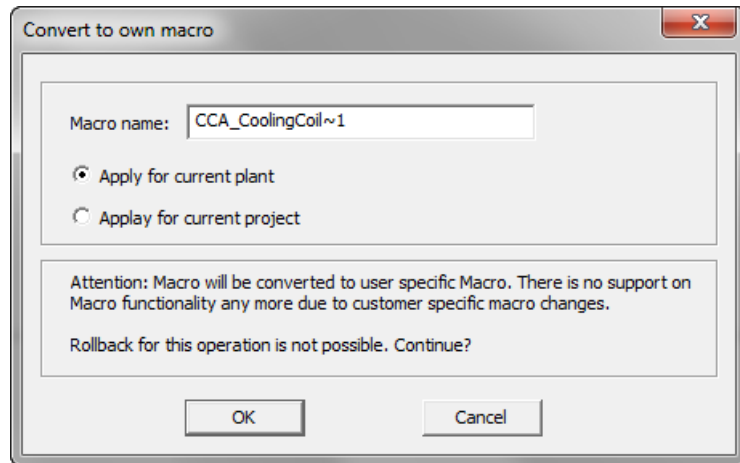 Convert to own macro
Macro name: CCA_CoolingCoil~1
Apply for current plant
Applay for current project
Attention: Macro will be converted to user specific Macro. There is no support on
Macro functionality any more due to customer specific macro changes.
Rollback for this operation is not possible. Continue?
OK Cancel